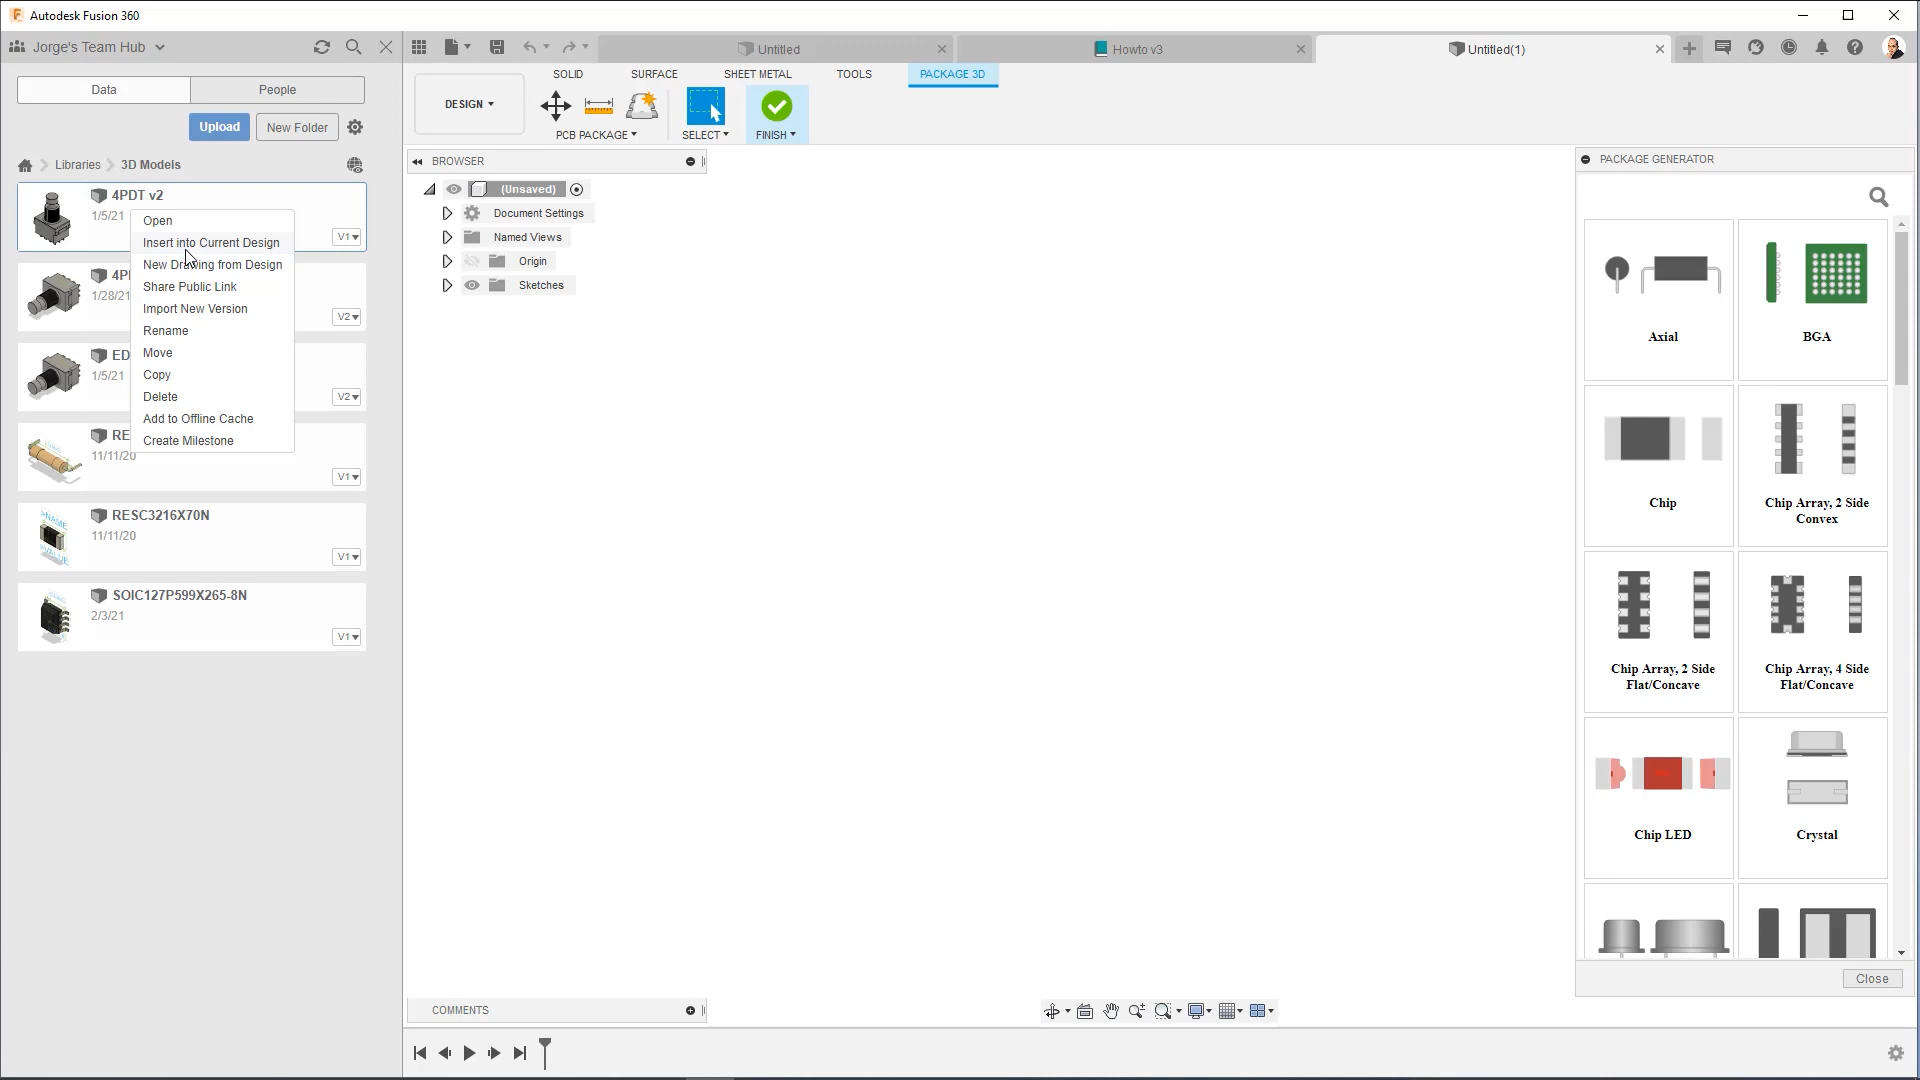 Autodesk Fusion 360
Jorge's Team Hub
Untitled
Howto v3
Untitled(1)
Data
People
Upload
New Folder
Libraries
3D Models
4PDT v2
1/5/21
V1
1/28/21
V2
1/5/21
V2
11/11/20
V1
RESC3216X70N
11/11/20
V1
SOIC127P599X265-8N
2/3/21
V1
Open
Insert into Current Design
New Drawing from Design
Share Public Link
Import New Version
Rename
Move
Copy
Delete
Add to Offline Cache
Create Milestone
DESIGN
SOLID
SURFACE
SHEET METAL
TOOLS
PACKAGE 3D
PCB PACKAGE
SELECT
FINISH
BROWSER
(Unsaved)
Document Settings
Named Views
Origin
Sketches
PACKAGE GENERATOR
Axial
BGA
Chip
Chip Array, 2 Side
Convex
Chip Array, 2 Side
Flat/Concave
Chip Array, 4 Side
Flat/Concave
Chip LED
Crystal
Close
COMMENTS